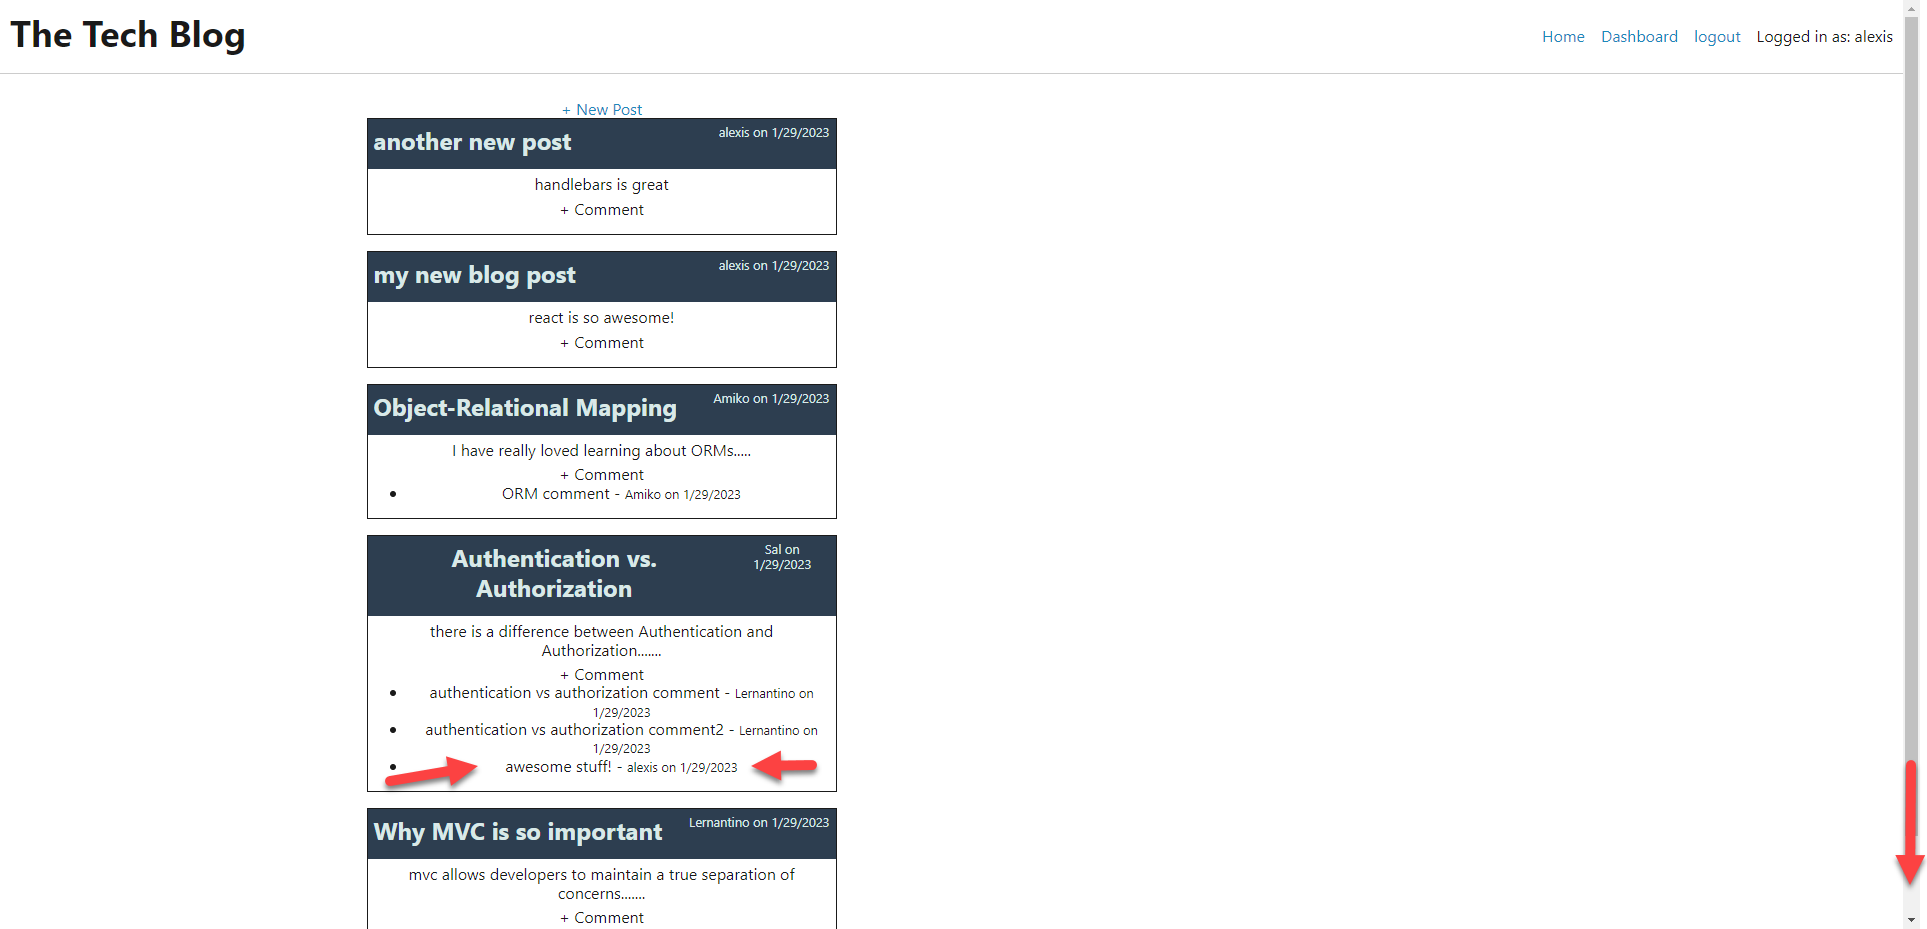 The Tech Blog
Home Dashboard logout Logged in as: alexis
+ New Post
another new post
alexis on 1/29/2023
handlebars is great
+ Comment
my new blog post
alexis on 1/29/2023
react is so awesome!
+ Comment
Object-Relational Mapping
Amiko on 1/29/2023
I have really loved learning about ORMs.....
+ Comment
ORM comment - Amiko on 1/29/2023
Authentication vs.
Authorization
Sal on
1/29/2023
there is a difference between Authentication and
Authorization.......
+ Comment
authentication vs authorization comment - Lernantino on
1/29/2023
authentication vs authorization comment2 - Lernantino on
1/29/2023
awesome stuff! - alexis on 1/29/2023
Why MVC is so important
Lernantino on 1/29/2023
mvc allows developers to maintain a true separation of
concerns.......
+ Comment